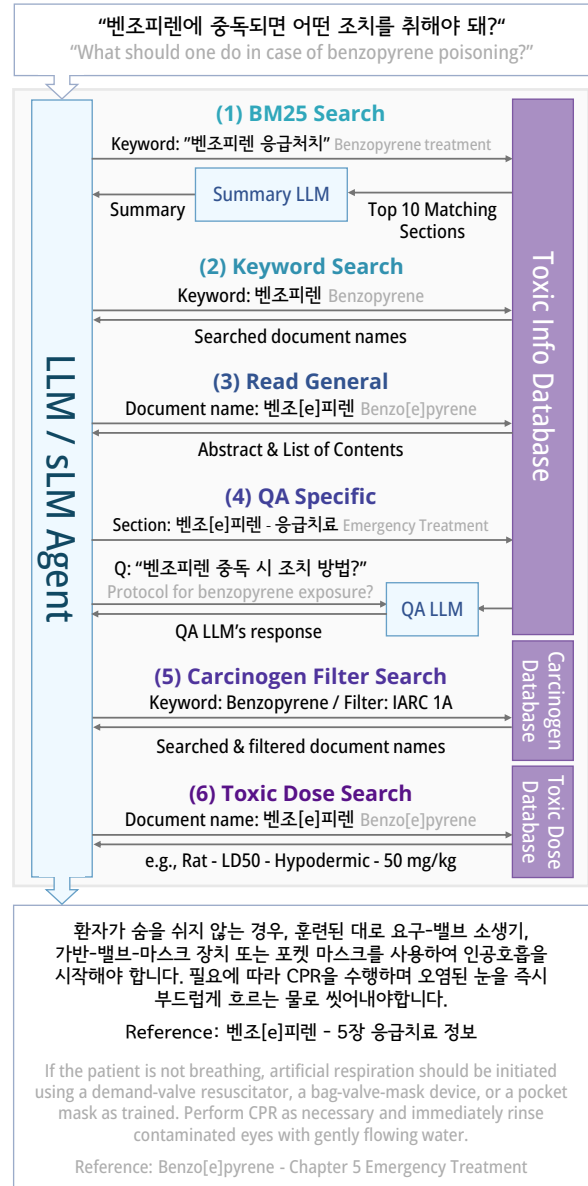 “벤조피렌에 중독되면 어떤 조치를 취해야 돼?“
“What should one do in case of benzopyrene poisoning?”
LLM / sLM Agent
Toxic Info Database
(1) BM25 Search
Keyword: ”벤조피렌 응급처치” Benzopyrene treatment
Summary LLM
Summary
Top 10 Matching
Sections
(2) Keyword Search
Keyword: 벤조피렌 Benzopyrene
Searched document names
(3) Read General
Document name: 벤조[e]피렌 Benzo[e]pyrene
Abstract & List of Contents
(4) QA Specific
Section: 벤조[e]피렌 - 응급치료 Emergency Treatment
Q: “벤조피렌 중독 시 조치 방법?”
Protocol for benzopyrene exposure?
QA LLM
QA LLM’s response
(5) Carcinogen Filter Search
Keyword: Benzopyrene / Filter: IARC 1A
Searched & filtered document names
Carcinogen
Database
(6) Toxic Dose Search
Document name: 벤조[e]피렌 Benzo[e]pyrene
e.g., Rat - LD50 - Hypodermic - 50 mg/kg
Toxic Dose
Database
환자가 숨을 쉬지 않는 경우, 훈련된 대로 요구-밸브 소생기,
가반-밸브-마스크 장치 또는 포켓 마스크를 사용하여 인공호흡을
시작해야 합니다. 필요에 따라 CPR을 수행하며 오염된 눈을 즉시
부드럽게 흐르는 물로 씻어내야합니다.
Reference: 벤조[e]피렌 - 5장 응급치료 정보
If the patient is not breathing, artificial respiration should be initiated
using a demand-valve resuscitator, a bag-valve-mask device, or a pocket
mask as trained. Perform CPR as necessary and immediately rinse
contaminated eyes with gently flowing water.
Reference: Benzo[e]pyrene - Chapter 5 Emergency Treatment